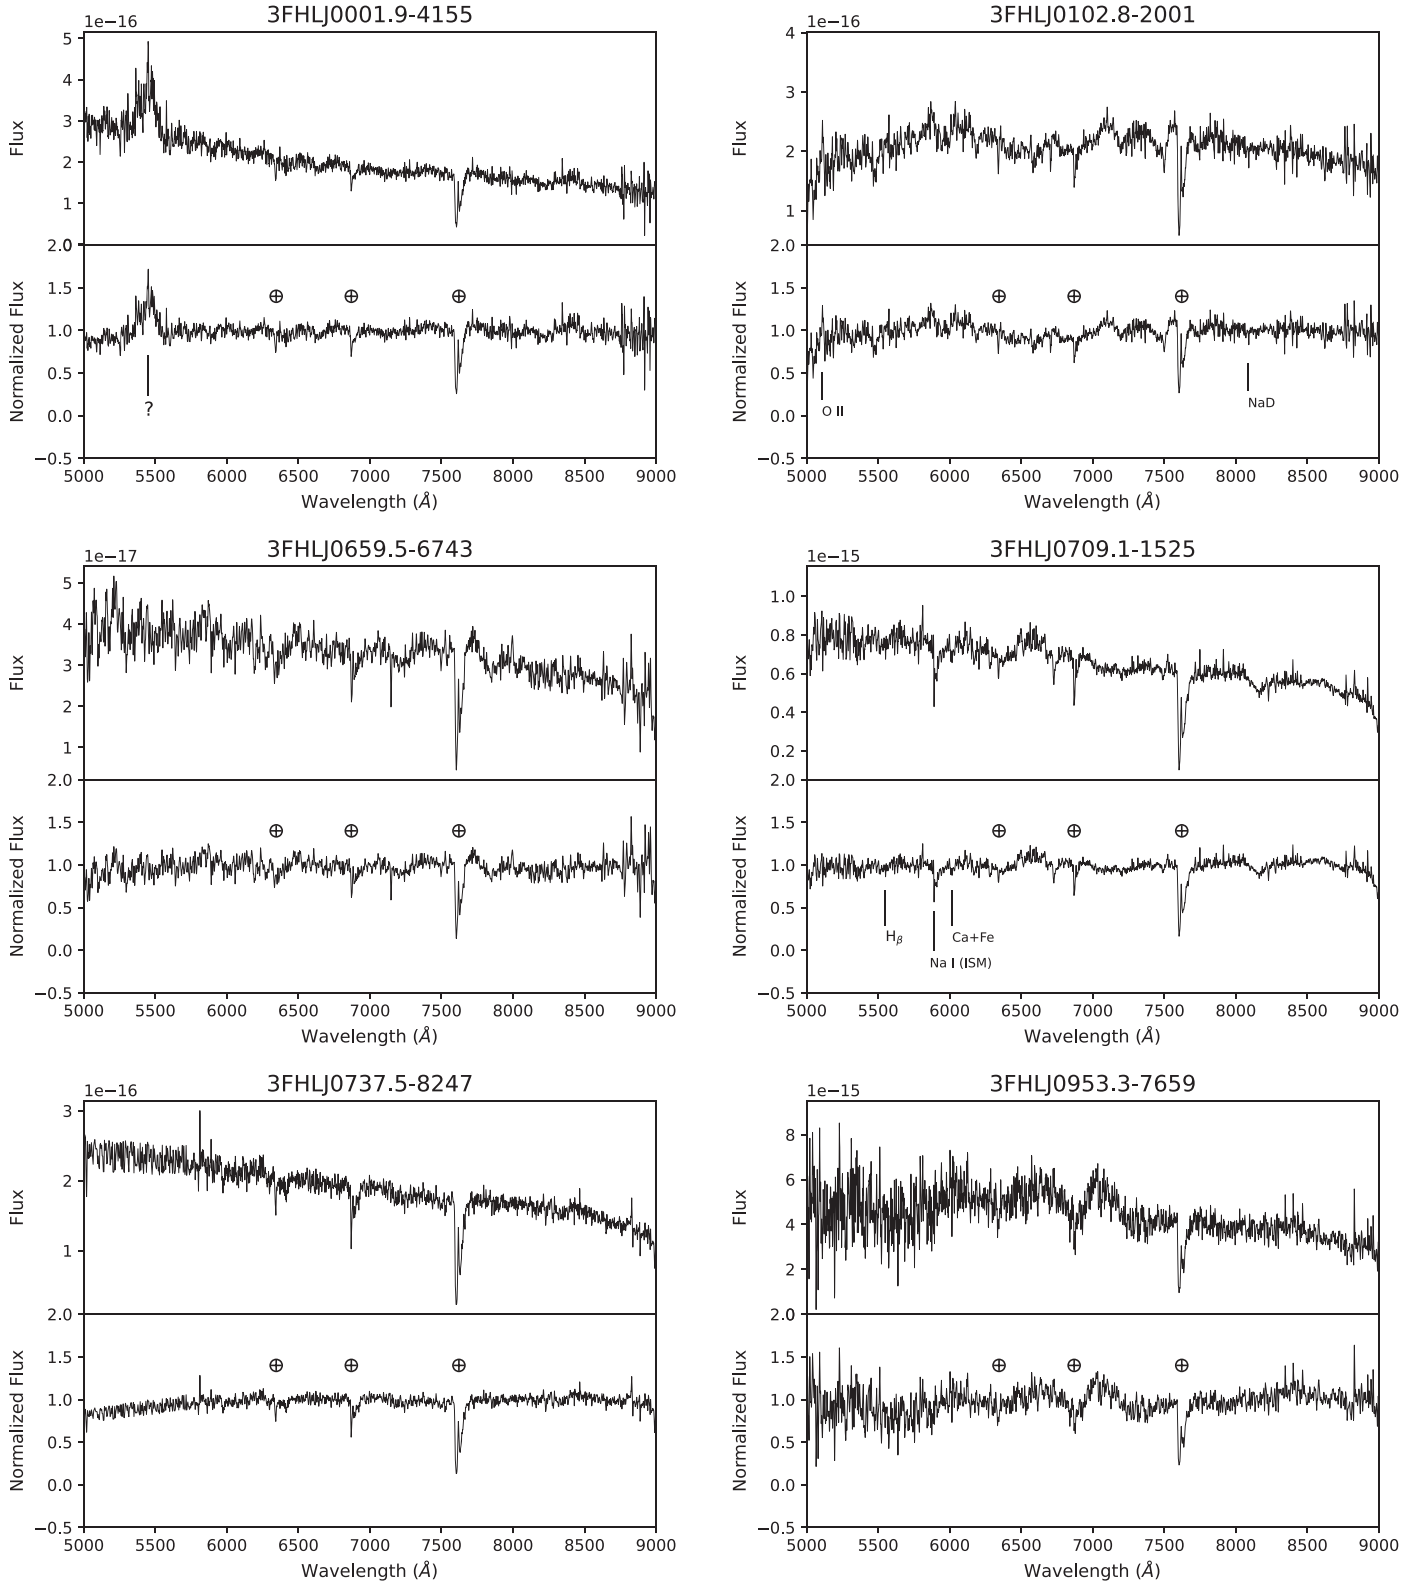 3FHLJ0001.9-4155
1e−16
5
4
3
2
1
0
Flux
2.0
1.5
1.0
0.5
0.0
−0.5
Normalized Flux
⊕ ⊕ ⊕
?
5000 5500 6000 6500 7000 7500 8000 8500 9000
Wavelength (Å)
3FHLJ0102.8-2001
1e−16
4
3
2
1
Flux
2.0
1.5
1.0
0.5
0.0
−0.5
Normalized Flux
⊕ ⊕ ⊕
O II
NaD
5000 5500 6000 6500 7000 7500 8000 8500 9000
Wavelength (Å)
3FHLJ0659.5-6743
1e−17
5
4
3
2
1
Flux
2.0
1.5
1.0
0.5
0.0
−0.5
Normalized Flux
⊕ ⊕ ⊕
5000 5500 6000 6500 7000 7500 8000 8500 9000
Wavelength (Å)
3FHLJ0709.1-1525
1e−15
1.0
0.8
0.6
0.4
0.2
Flux
2.0
1.5
1.0
0.5
0.0
−0.5
Normalized Flux
⊕ ⊕ ⊕
Hβ
Ca+Fe
Na I (ISM)
5000 5500 6000 6500 7000 7500 8000 8500 9000
Wavelength (Å)
3FHLJ0737.5-8247
1e−16
3
2
1
Flux
2.0
1.5
1.0
0.5
0.0
−0.5
Normalized Flux
⊕ ⊕ ⊕
5000 5500 6000 6500 7000 7500 8000 8500 9000
Wavelength (Å)
3FHLJ0953.3-7659
1e−15
8
6
4
2
0
Flux
2.0
1.5
1.0
0.5
0.0
−0.5
Normalized Flux
⊕ ⊕ ⊕
5000 5500 6000 6500 7000 7500 8000 8500 9000
Wavelength (Å)